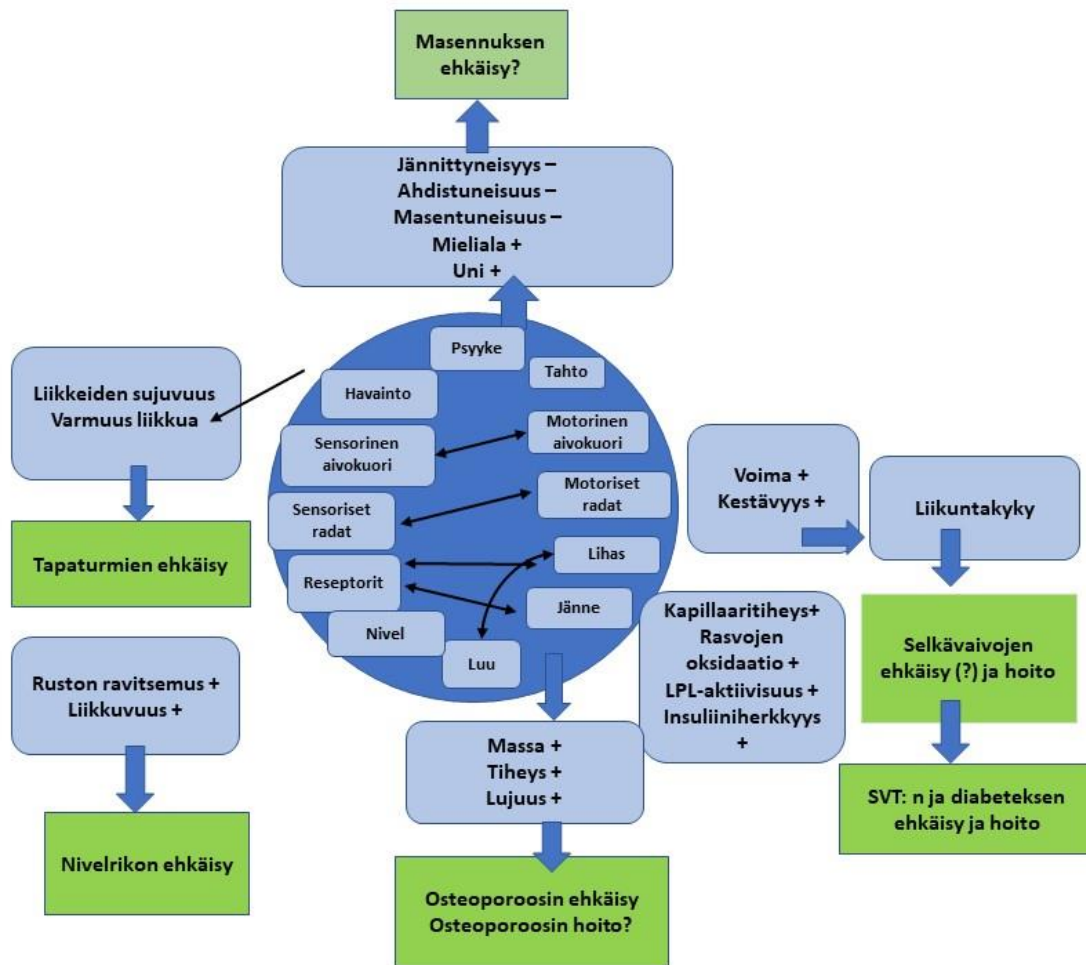 Masennuksen
ehkäisy?
Jännittyneisyys –
Ahdistuneisuus –
Masentuneisuus –
Mieliala +
Uni +
Psyyke
Tahto
Havainto
Motorinen
aivokuori
Sensorinen
aivokuori
Motoriset
radat
Sensoriset
radat
Lihas
Reseptorit
Jänne
Nivel
Luu
Liikkeiden sujuvuus
Varmuus liikkua
Tapaturmien ehkäisy
Ruston ravitsemus +
Liikkuvuus +
Nivelrikon ehkäisy
Voima +
Kestävyys +
Liikuntakyky
Kapillaaritiheys+
Rasvojen
oksidaatio +
LPL-aktiivisuus +
Insuliiniherkkyys
+
Selkävaivojen
ehkäisy (?) ja hoito
SVT: n ja diabeteksen
ehkäisy ja hoito
Massa +
Tiheys +
Lujuus +
Osteoporoosin ehkäisy
Osteoporoosin hoito?